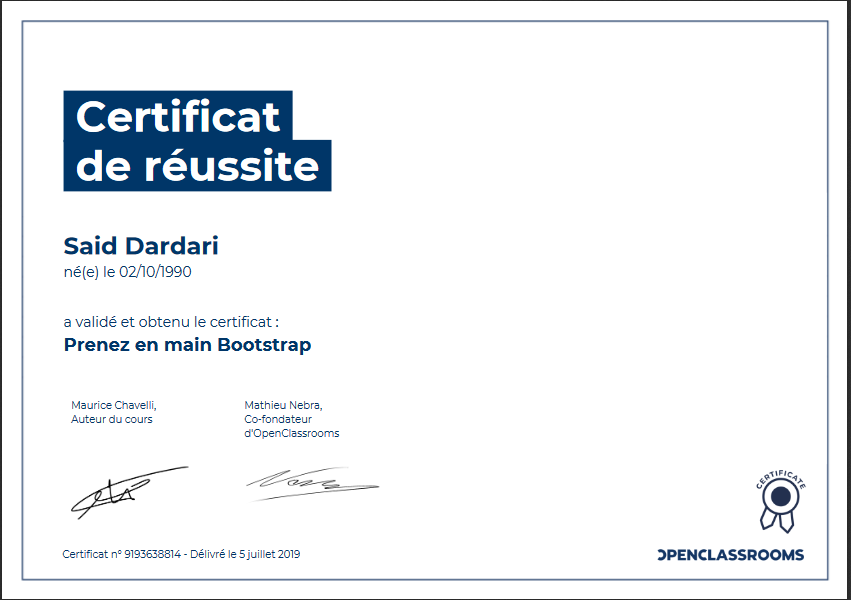 Certificat
de réussite
Said Dardari
né(e) le 02/10/1990
a validé et obtenu le certificat :
Prenez en main Bootstrap
Maurice Chavelli,
Auteur du cours
Mathieu Nebra,
Co-fondateur
d'OpenClassrooms
CERTIFICATE
Certificat n° 9193638814 - Délivré le 5 juillet 2019
OPENCLASSROOMS